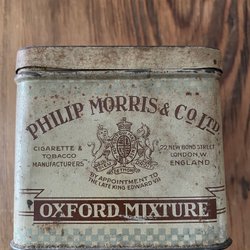 PHILIP MORRIS & CO. LTD
CIGARETTE &
TOBACCO
MANUFACTURERS
22 NEW BOND STREET
LONDON, W
ENGLAND
BY APPOINTMENT TO
THE LATE KING EDWARD VII
OXFORD MIXTURE